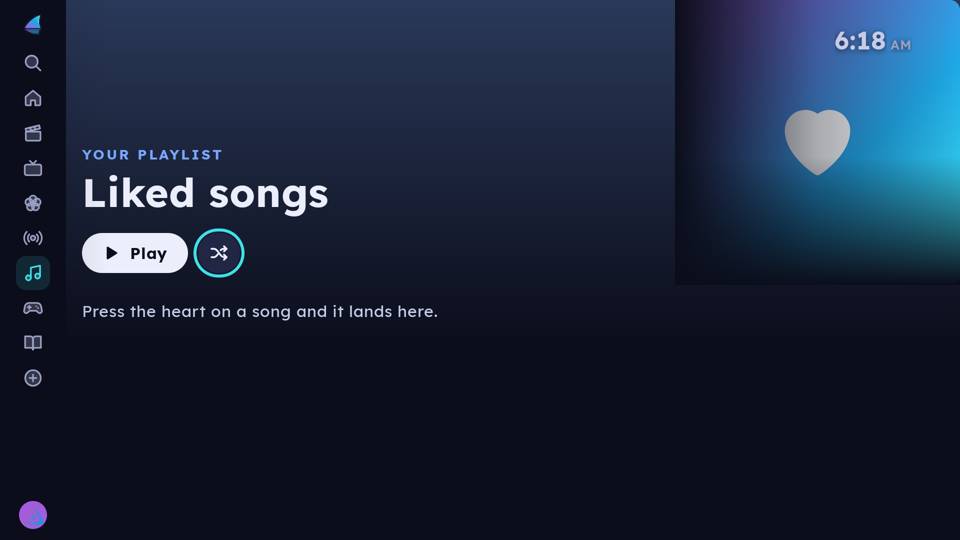 6:18 AM
YOUR PLAYLIST
Liked songs
Play
Press the heart on a song and it lands here.